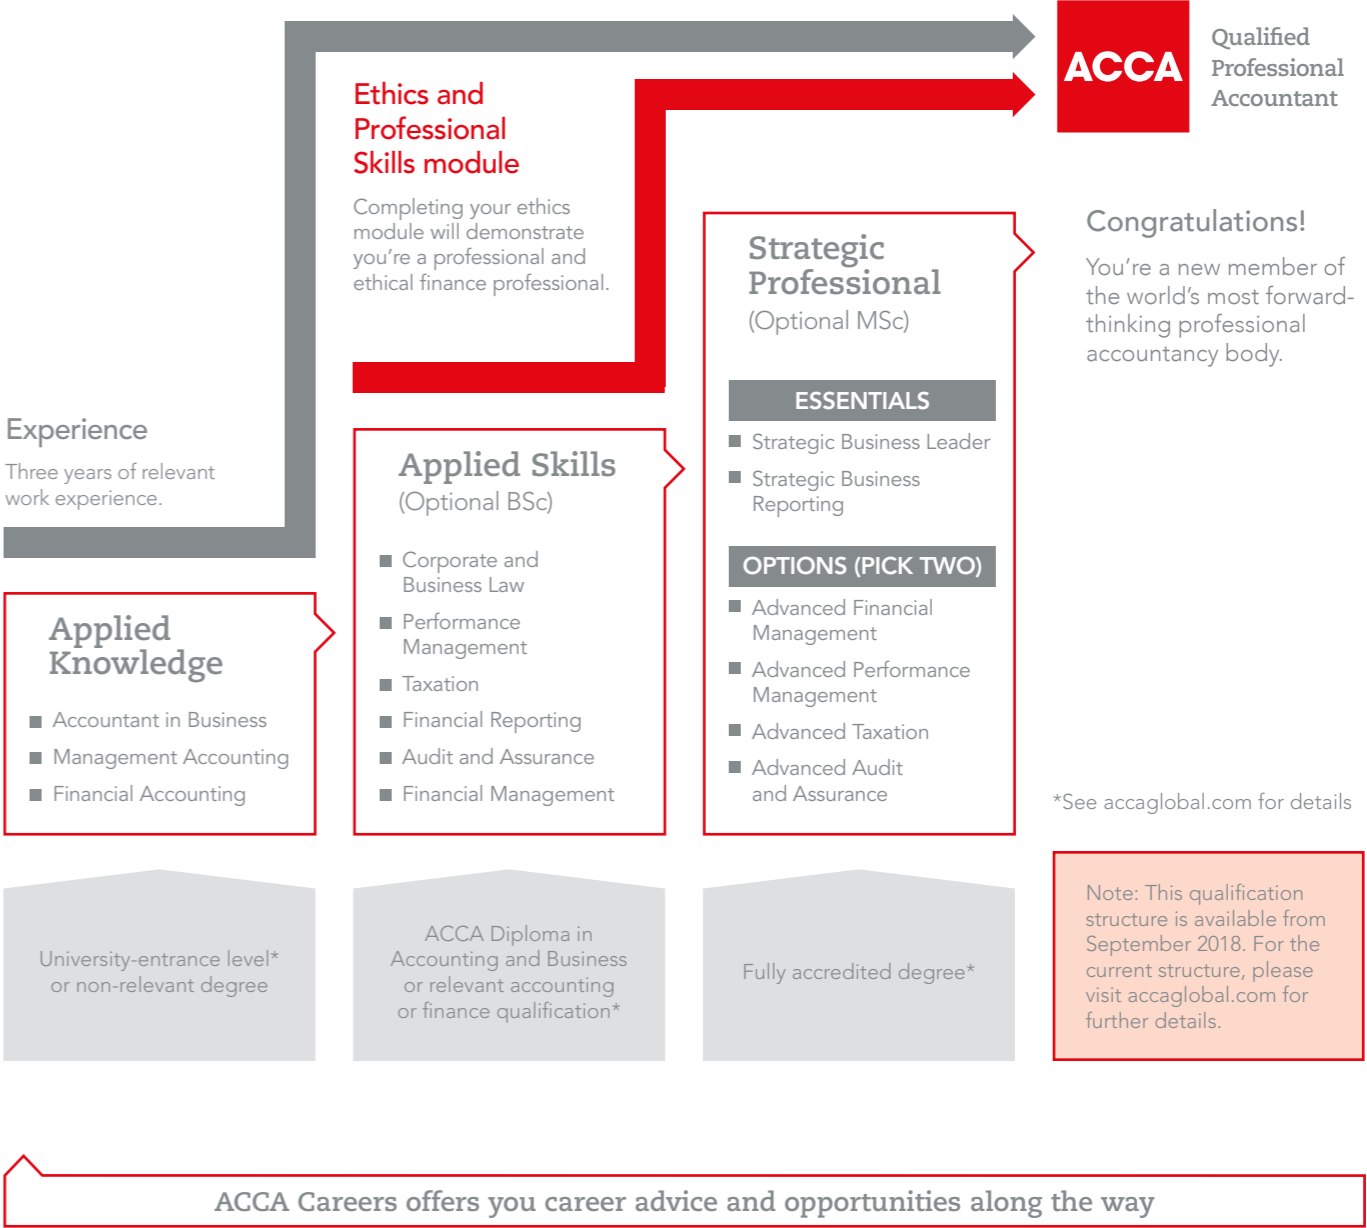 ACCA
Qualified
Professional
Accountant
Ethics and
Professional
Skills module
Completing your ethics
module will demonstrate
you're a professional and
ethical finance professional.
Congratulations!
You're a new member of
the world's most forward-
thinking professional
accountancy body.
Experience
Three years of relevant
work experience.
Applied
Knowledge
Accountant in Business
Management Accounting
Financial Accounting
Applied Skills
(Optional BSc)
Corporate and
Business Law
Performance
Management
Taxation
Financial Reporting
Audit and Assurance
Financial Management
Strategic
Professional
(Optional MSc)
ESSENTIALS
Strategic Business Leader
Strategic Business
Reporting
OPTIONS (PICK TWO)
Advanced Financial
Management
Advanced Performance
Management
Advanced Taxation
Advanced Audit
and Assurance
*See accaglobal.com for details
University-entrance level*
or non-relevant degree
ACCA Diploma in
Accounting and Business
or relevant accounting
or finance qualification*
Fully accredited degree*
Note: This qualification
structure is available from
September 2018. For the
current structure, please
visit accaglobal.com for
further details.
ACCA Careers offers you career advice and opportunities along the way